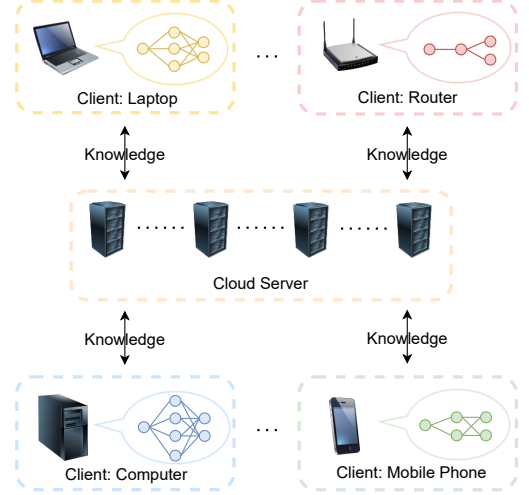 Client: Laptop
Client: Router
Knowledge
Knowledge
Cloud Server
Knowledge
Knowledge
Client: Computer
Client: Mobile Phone